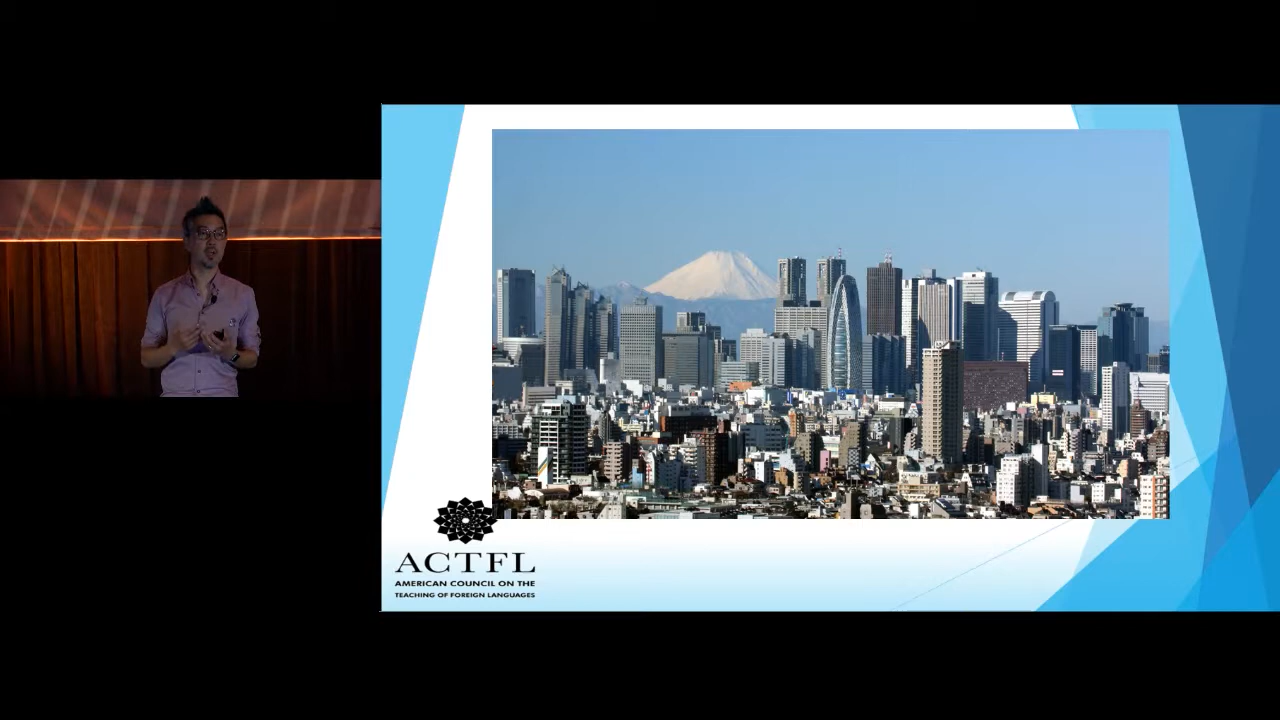 ACTFL
AMERICAN COUNCIL ON THE
TEACHING OF FOREIGN LANGUAGES